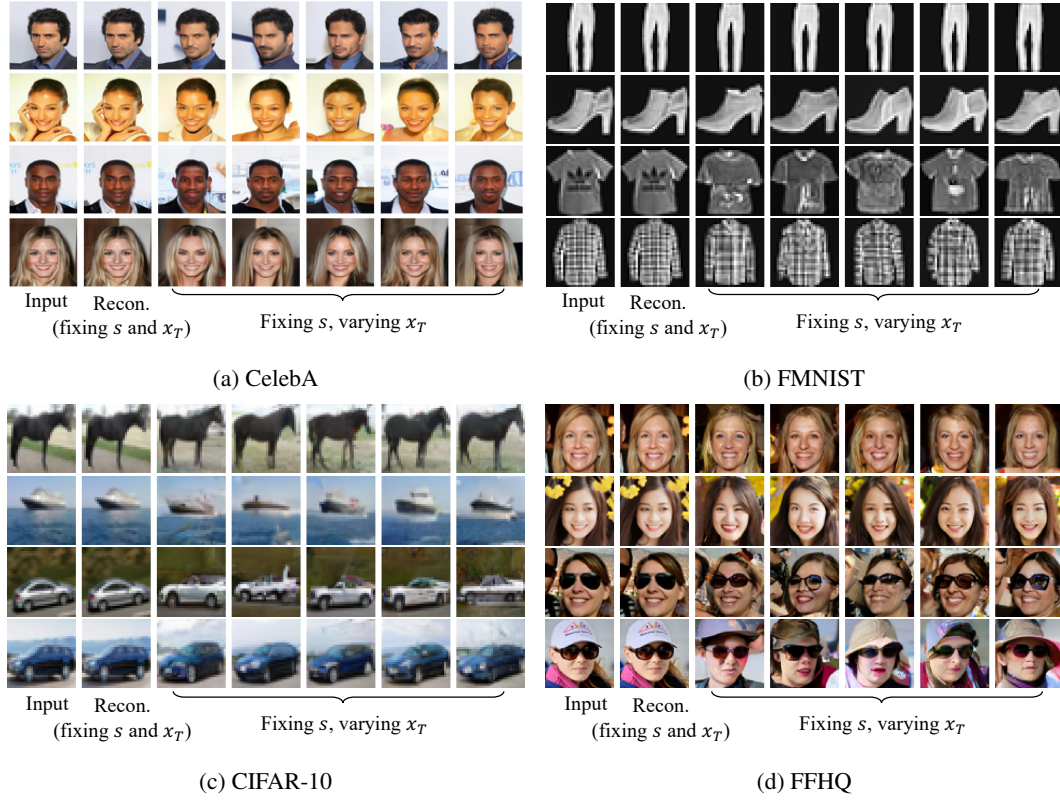 Input Recon. (fixing s and x_T) Fixing s, varying x_T
(a) CelebA
Input Recon. (fixing s and x_T) Fixing s, varying x_T
(b) FMNIST
Input Recon. (fixing s and x_T) Fixing s, varying x_T
(c) CIFAR-10
Input Recon. (fixing s and x_T) Fixing s, varying x_T
(d) FFHQ